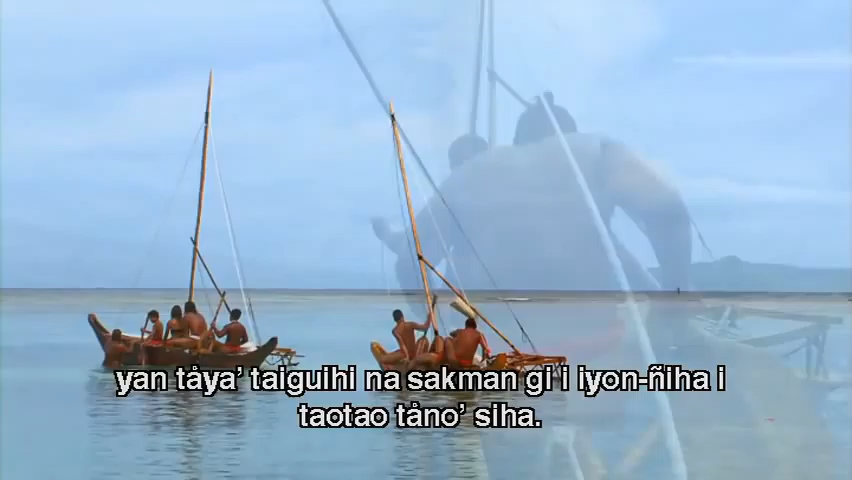 yan tåya’ taiguihi na sakman gi i iyon-ñiha i
taotao tåno’ siha.